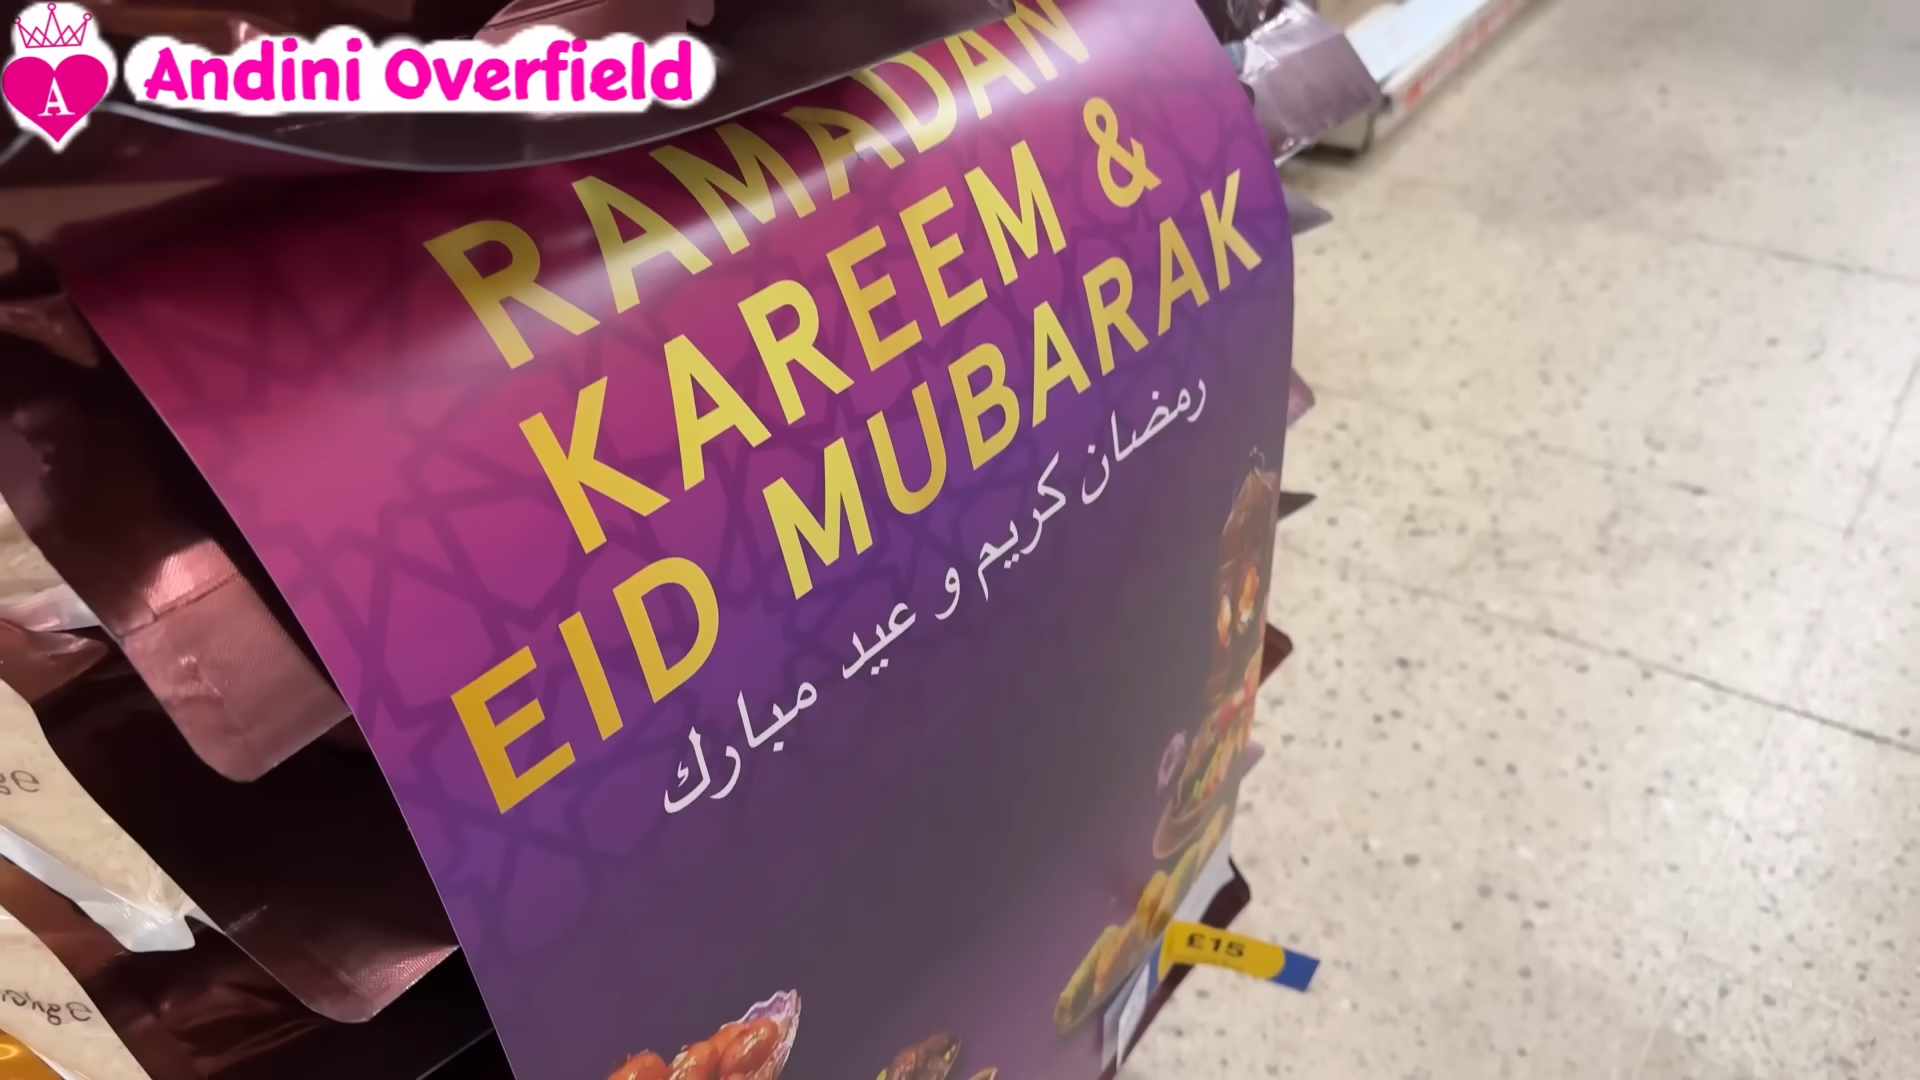 A
Andini Overfield
RAMADAN
KAREEM &
EID MUBARAK
رمضان كريم و عيد مبارك
£15